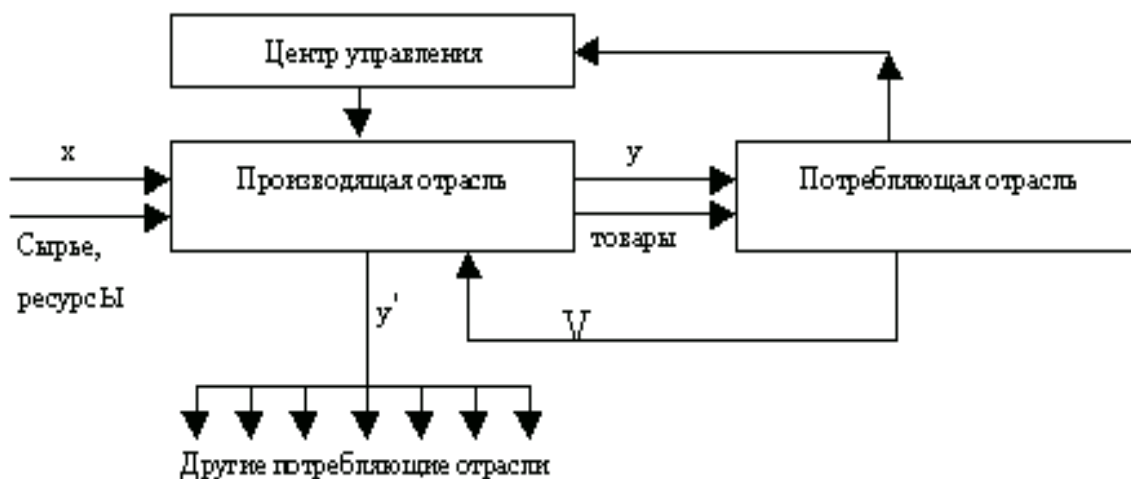 Центр управления
x
Производящая отрасль
y
Потребляющая отрасль
Сырье,
ресурсЫ
товары
y'
V
Другие потребляющие отрасли